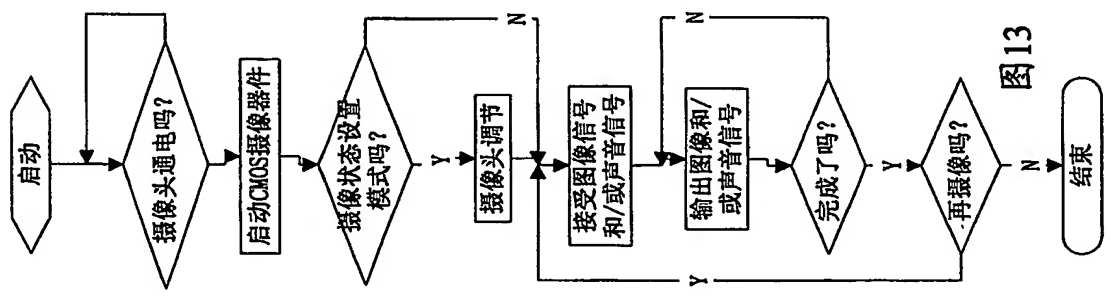 启动
摄像头通电吗?
启动CMOS摄像器件
摄像状态设置
模式吗?
N
Y
摄像头调节
接受图像信号
和/或声音信号
输出图像和/
或声音信号
N
完成了吗?
Y
再摄像吗?
Y
N
结束
图13